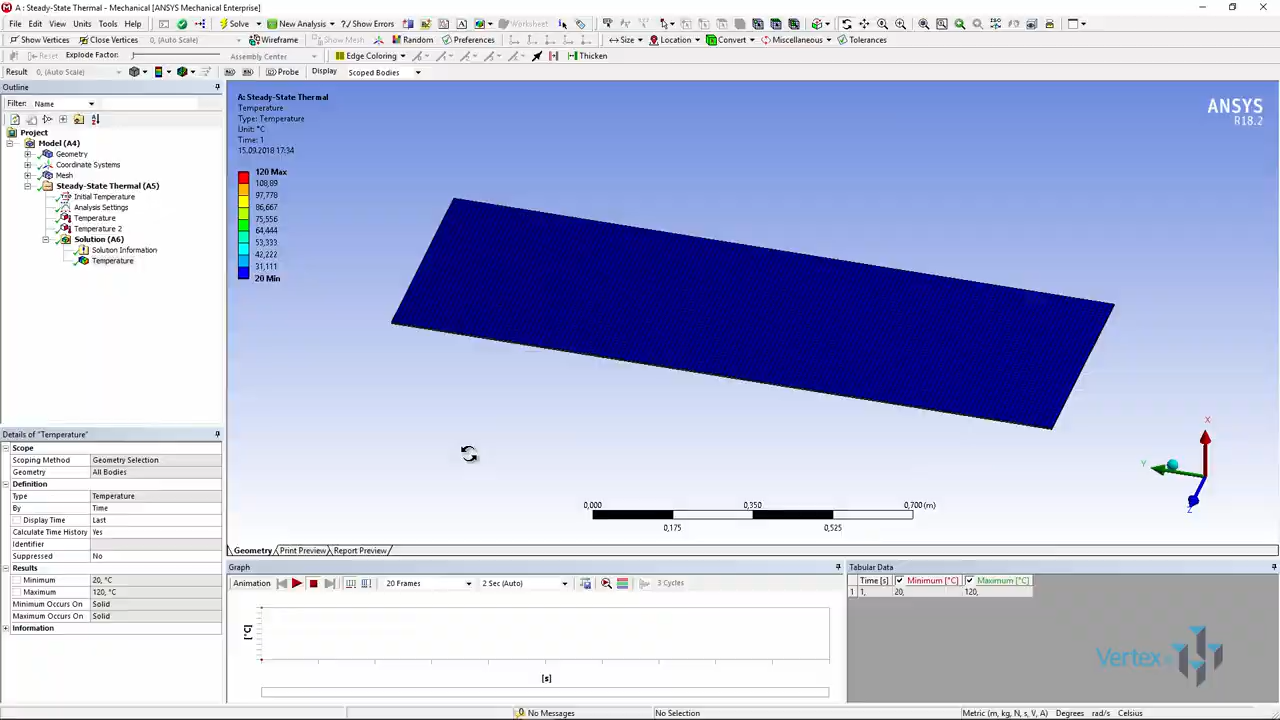 A : Steady-State Thermal - Mechanical [ANSYS Mechanical Enterprise]
File Edit View Units Tools Help Solve New Analysis ? / Show Errors Worksheet
Show Vertices Close Vertices 0, (Auto Scale) Wireframe Show Mesh Random Preferences Size Location Convert Miscellaneous Tolerances
Reset Explode Factor: Assembly Center Edge Coloring Thicken
Result 0, (Auto Scale) Probe Display Scoped Bodies
Outline
Filter: Name
Project
Model (A4)
Geometry
Coordinate Systems
Mesh
Steady-State Thermal (A5)
Initial Temperature
Analysis Settings
Temperature
Temperature 2
Solution (A6)
Solution Information
Temperature
A: Steady-State Thermal
Temperature
Type: Temperature
Unit: °C
Time: 1
15.09.2018 17:34
120 Max
108,89
97,778
86,667
75,556
64,444
53,333
42,222
31,111
20 Min
ANSYS
R18.2
X
Y
Z
0,000 0,350 0,700 (m)
0,175 0,525
Details of "Temperature"
Scope
Scoping Method Geometry Selection
Geometry All Bodies
Definition
Type Temperature
By Time
Display Time Last
Calculate Time History Yes
Identifier
Suppressed No
Results
Minimum 20, °C
Maximum 120, °C
Minimum Occurs On Solid
Maximum Occurs On Solid
Information
Geometry Print Preview Report Preview
Graph
Animation 20 Frames 2 Sec (Auto) 3 Cycles
[°C]
[s]
Tabular Data
Time [s] Minimum [°C] Maximum [°C]
1 1, 20, 120,
Vertex
No Messages No Selection Metric (m, kg, N, s, V, A) Degrees rad/s Celsius